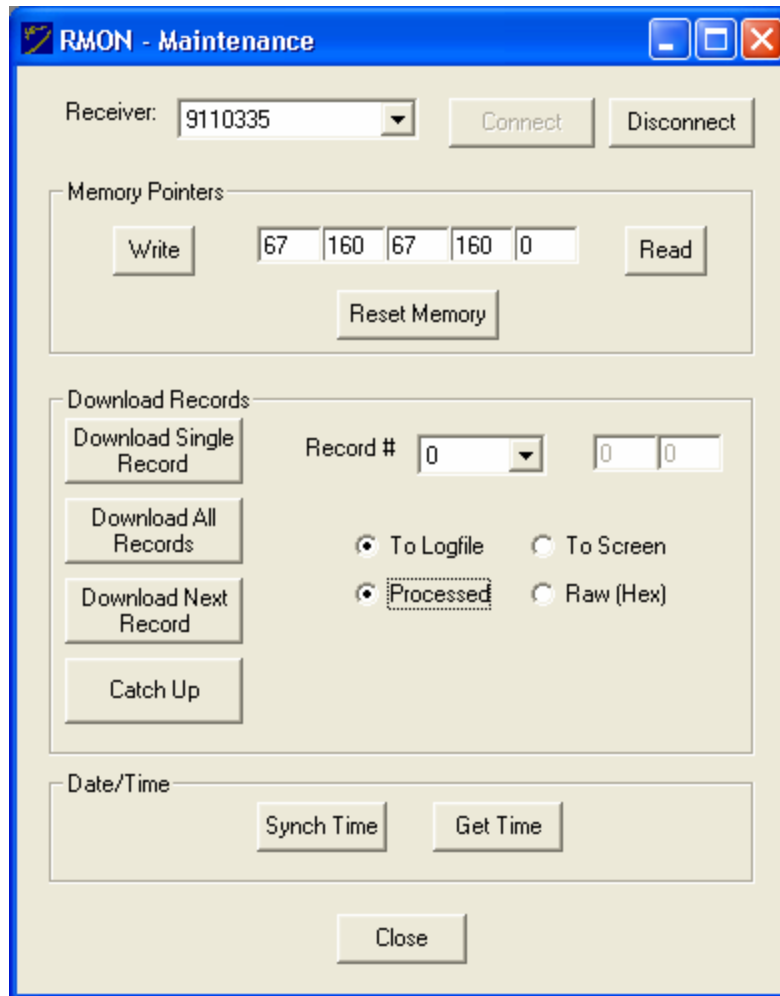 RMON - Maintenance
Receiver: 9110335 Connect Disconnect
Memory Pointers
Write 67 160 67 160 0 Read
Reset Memory
Download Records
Download Single
Record
Record # 0 0 0
Download All
Records
To Logfile To Screen
Download Next
Record
Processed Raw (Hex)
Catch Up
Date/Time
Synch Time Get Time
Close